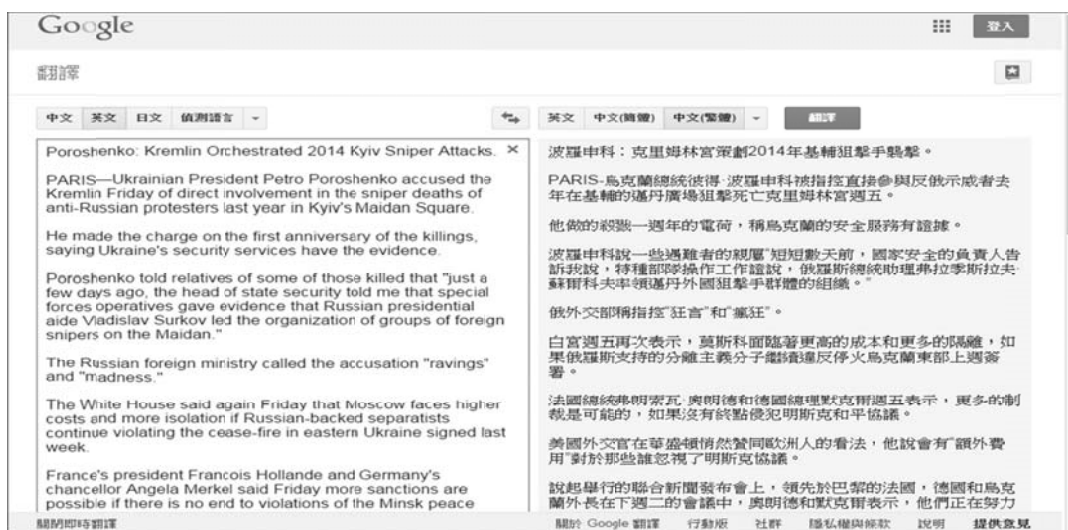 Google
登入
翻譯
中文 英文 日文 偵測語言
英文 中文(簡體) 中文(繁體) 翻譯
Poroshenko: Kremlin Orchestrated 2014 Kyiv Sniper Attacks.
PARIS—Ukrainian President Petro Poroshenko accused the
Kremlin Friday of direct involvement in the sniper deaths of
anti-Russian protesters last year in Kyiv's Maidan Square.
He made the charge on the first anniversary of the killings,
saying Ukraine's security services have the evidence.
Poroshenko told relatives of some of those killed that "just a
few days ago, the head of state security told me that special
forces operatives gave evidence that Russian presidential
aide Vladislav Surkov led the organization of groups of foreign
snipers on the Maidan."
The Russian foreign ministry called the accusation "ravings"
and "madness."
The White House said again Friday that Moscow faces higher
costs and more isolation if Russian-backed separatists
continue violating the cease-fire in eastern Ukraine signed last
week.
France's president Francois Hollande and Germany's
chancellor Angela Merkel said Friday more sanctions are
possible if there is no end to violations of the Minsk peace
波羅申科：克里姆林宮策劃2014年基輔狙擊手襲擊。
PARIS-烏克蘭總統彼得·波羅申科被指控直接參與反俄示威者去
年在基輔的邁丹廣場狙擊死亡克里姆林宮週五。
他做的殺戮一週年的電荷，稱烏克蘭的安全服務有證據。
波羅申科說一些遇難者的親屬"短短數天前，國家安全的負責人告
訴我說，特種部隊操作工作證說，俄羅斯總統助理弗拉季斯拉夫·
蘇爾科夫率領邁丹外國狙擊手群體的組織。"
俄外交部稱指控"狂言"和"瘋狂"。
白宮週五再次表示，莫斯科面臨著更高的成本和更多的隔離，如
果俄羅斯支持的分離主義分子繼續違反停火烏克蘭東部上週簽
署。
法國總統弗朗索瓦·奧朗德和德國總理默克爾週五表示，更多的制
裁是可能的，如果沒有終點侵犯明斯克和平協議。
美國外交官在華盛頓悄然贊同歐洲人的看法，他說會有"額外費
用"對於那些誰忽視了明斯克協議。
說起舉行的聯合新聞發布會上，領先於巴黎的法國，德國和烏克
蘭外長在下週二的會議中，奧朗德和默克爾表示，他們正在努力
關閉即時翻譯
關於 Google 翻譯 行動版 社群 隱私權與條款 說明 提供意見